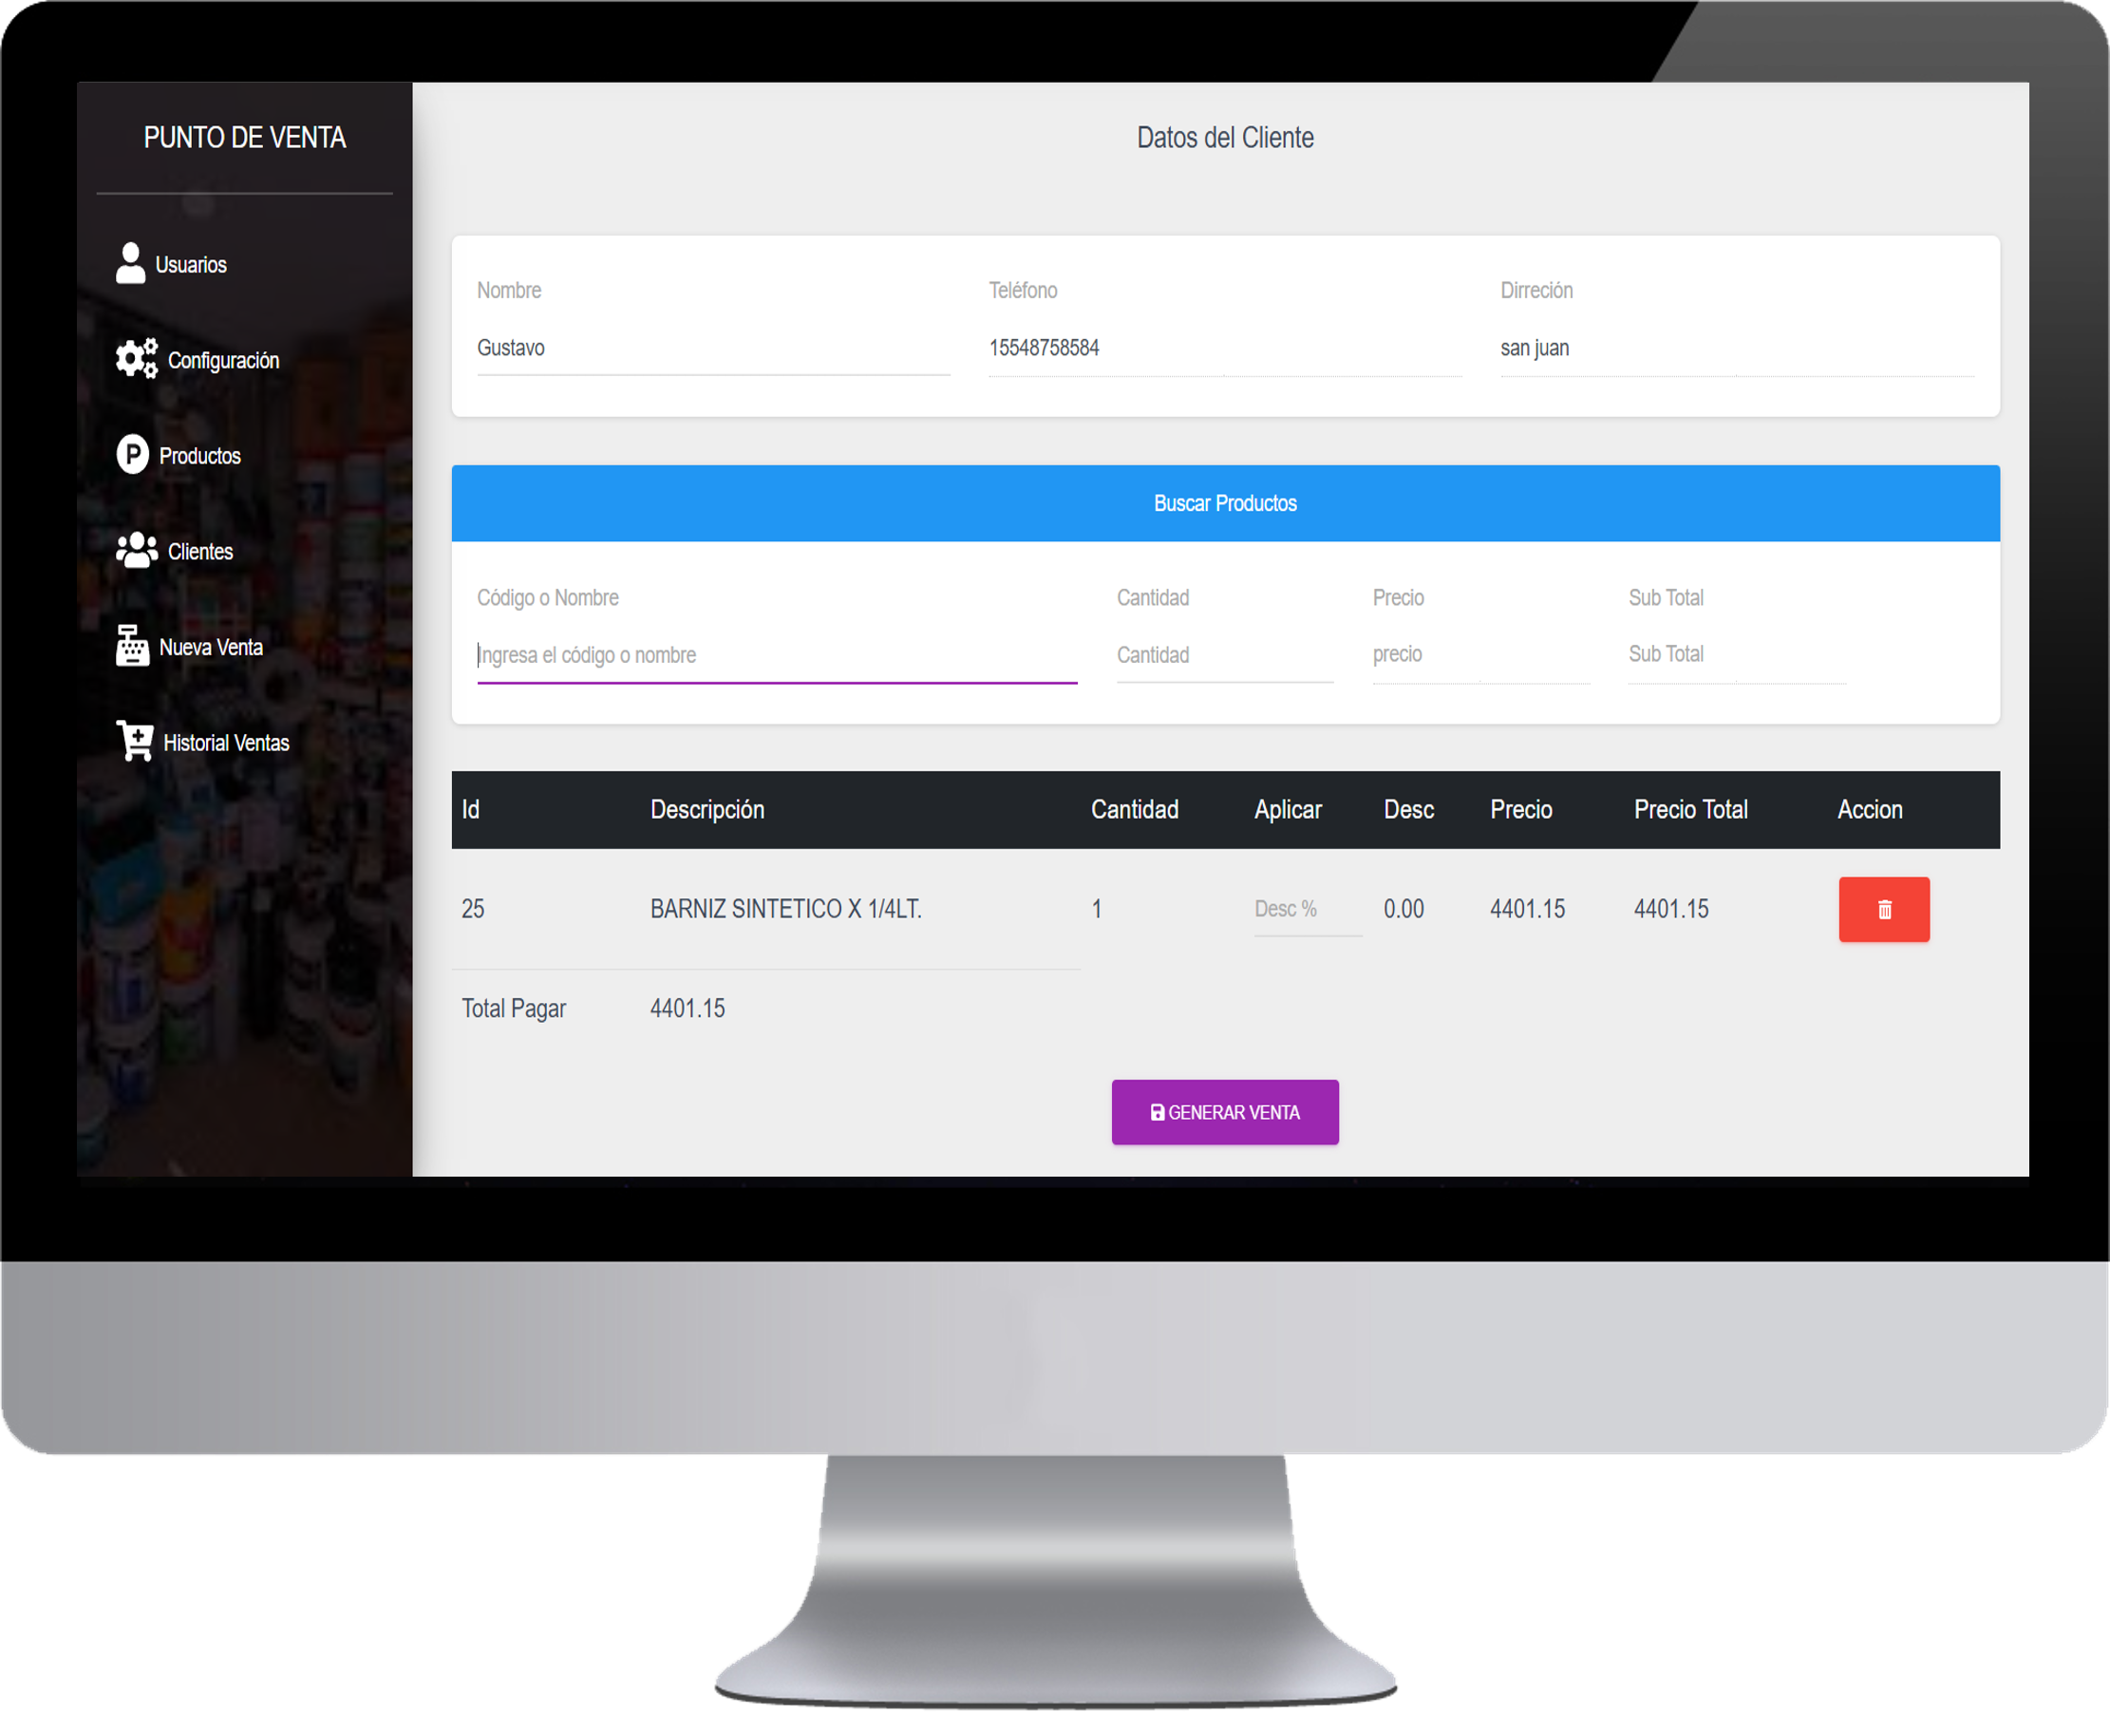 PUNTO DE VENTA
Usuarios
Configuración
Productos
Clientes
Nueva Venta
Historial Ventas
Datos del Cliente
Nombre Teléfono Dirreción
Gustavo 15548758584 san juan
Buscar Productos
Código o Nombre Cantidad Precio Sub Total
Ingresa el código o nombre Cantidad precio Sub Total
Id Descripción Cantidad Aplicar Desc Precio Precio Total Accion
25 BARNIZ SINTETICO X 1/4LT. 1 Desc % 0.00 4401.15 4401.15
Total Pagar 4401.15
GENERAR VENTA